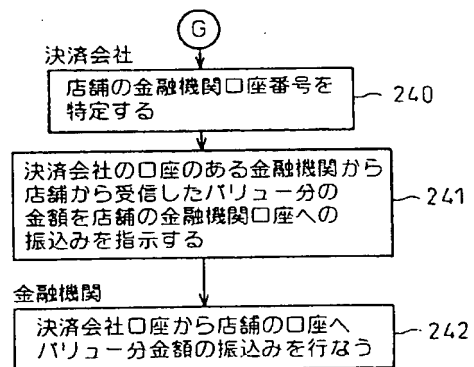 G
決済会社
店舗の金融機関口座番号を
特定する
240
決済会社の口座のある金融機関から
店舗から受信したバリュー分の
金額を店舗の金融機関口座への
振込みを指示する
241
金融機関
決済会社口座から店舗の口座へ
バリュー分金額の振込みを行なう
242